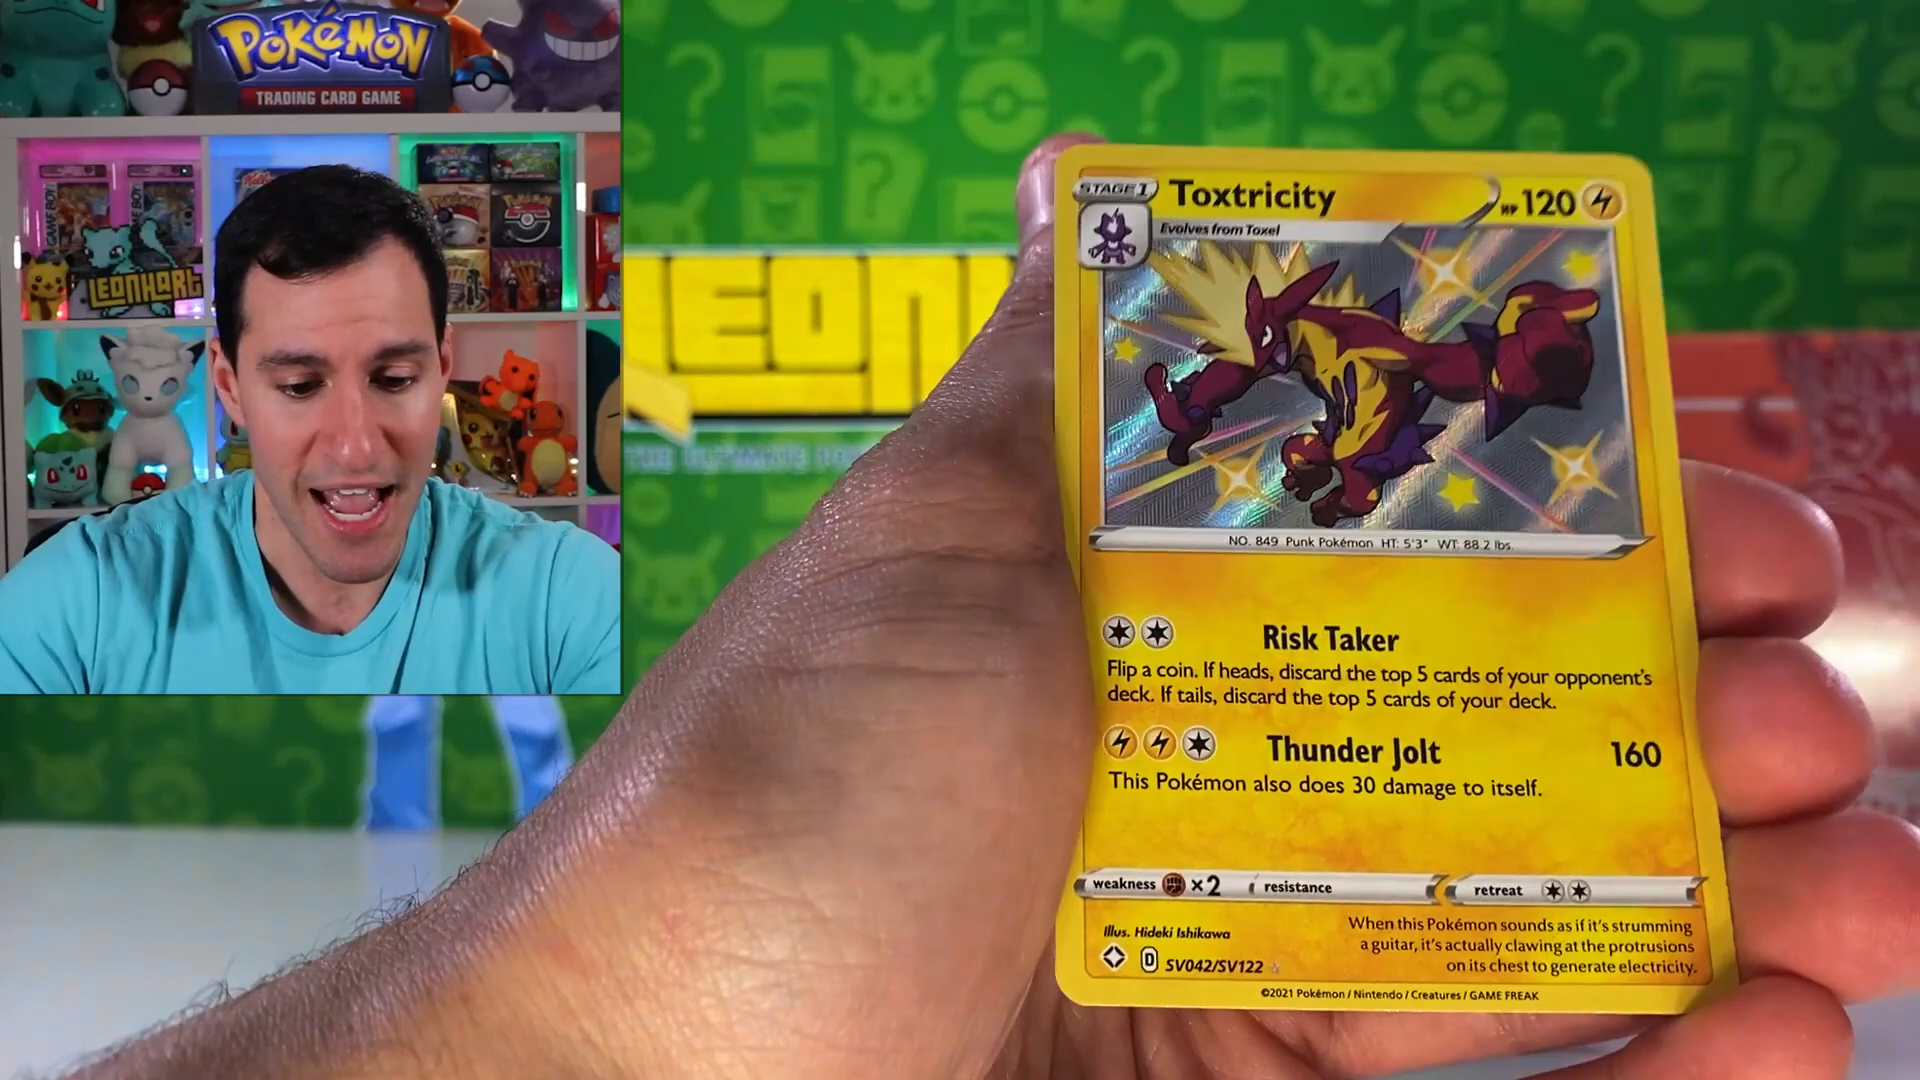 POKÉMON
TRADING CARD GAME
GAME BOY
GAME BOY
LEONHART
LEON
STAGE 1
Toxtricity
HP 120
Evolves from Toxel
NO. 849 Punk Pokémon HT: 5'3" WT: 88.2 lbs.
Risk Taker
Flip a coin. If heads, discard the top 5 cards of your opponent's
deck. If tails, discard the top 5 cards of your deck.
Thunder Jolt 160
This Pokémon also does 30 damage to itself.
weakness ×2 resistance retreat
Illus. Hideki Ishikawa
D SV042/SV122
When this Pokémon sounds as if it's strumming
a guitar, it's actually clawing at the protrusions
on its chest to generate electricity.
©2021 Pokémon / Nintendo / Creatures / GAME FREAK